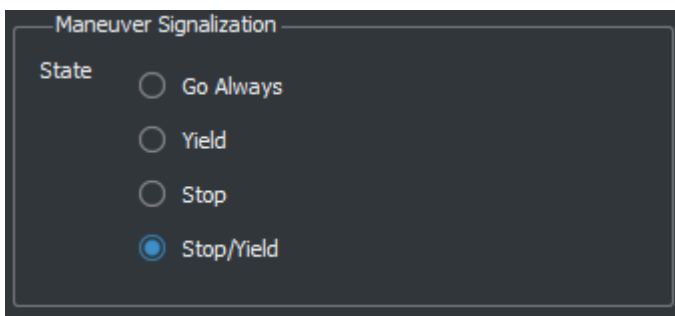 Maneuver Signalization
State
Go Always
Yield
Stop
Stop/Yield